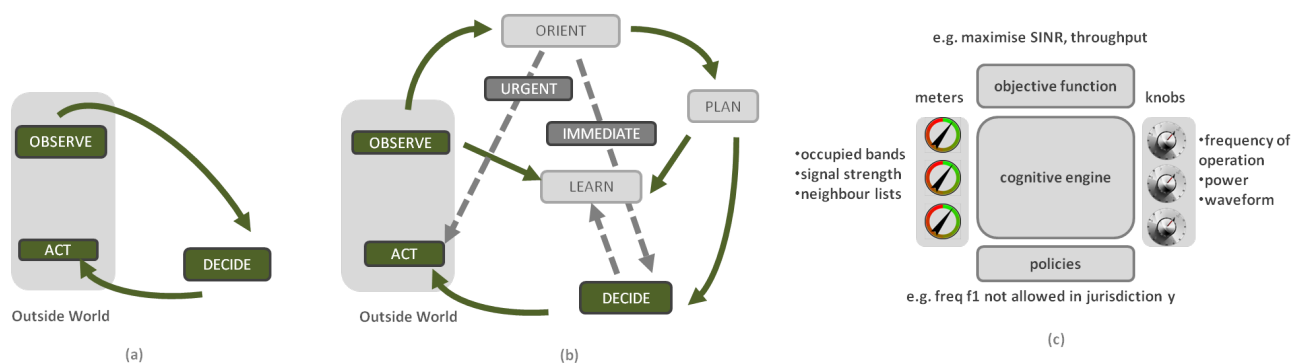 OBSERVE
ACT
DECIDE
Outside World
(a)
ORIENT
URGENT
PLAN
IMMEDIATE
OBSERVE
LEARN
ACT
DECIDE
Outside World
(b)
e.g. maximise SINR, throughput
objective function
meters
knobs
•occupied bands
•signal strength
•neighbour lists
cognitive engine
•frequency of
operation
•power
•waveform
policies
e.g. freq f1 not allowed in jurisdiction y
(c)